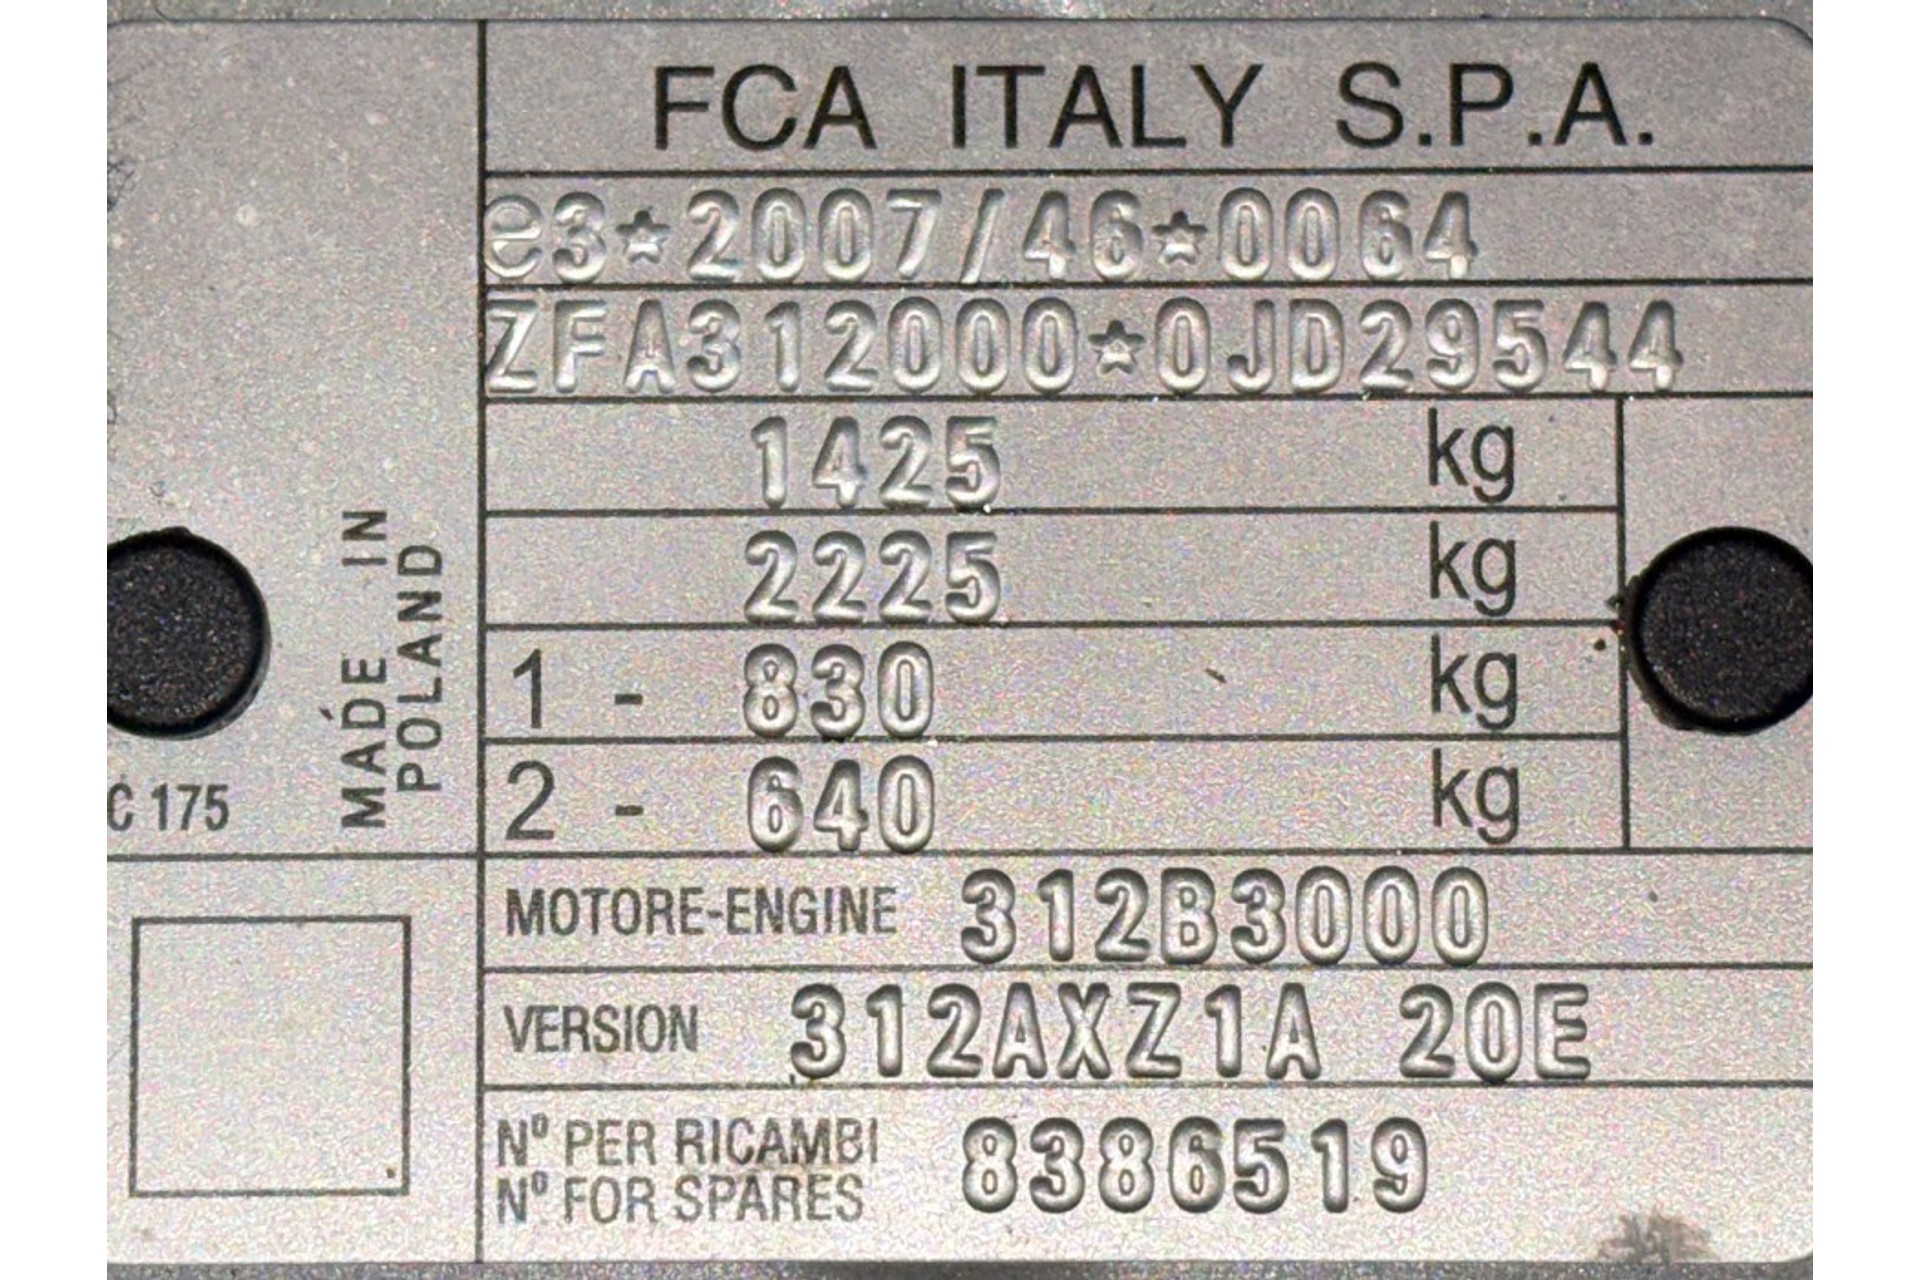 FCA ITALY S.P.A.
e3*2007/46*0064
ZFA312000*0JD29544
1425 kg
2225 kg
1 - 830 kg
2 - 640 kg
MADE IN
POLAND
C 175
MOTORE-ENGINE 312B3000
VERSION 312AXZ1A 20E
Nº PER RICAMBI
Nº FOR SPARES 8386519